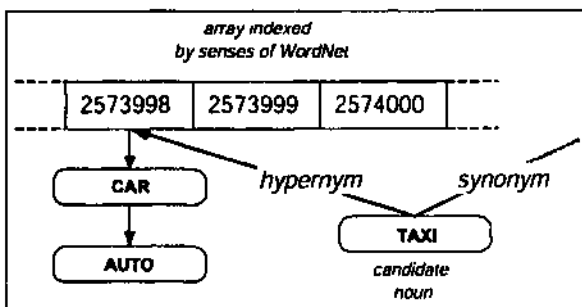 array indexed
by senses of WordNet
2573998 2573999 2574000
CAR
hypernym synonym
TAXI
AUTO
candidate
noun